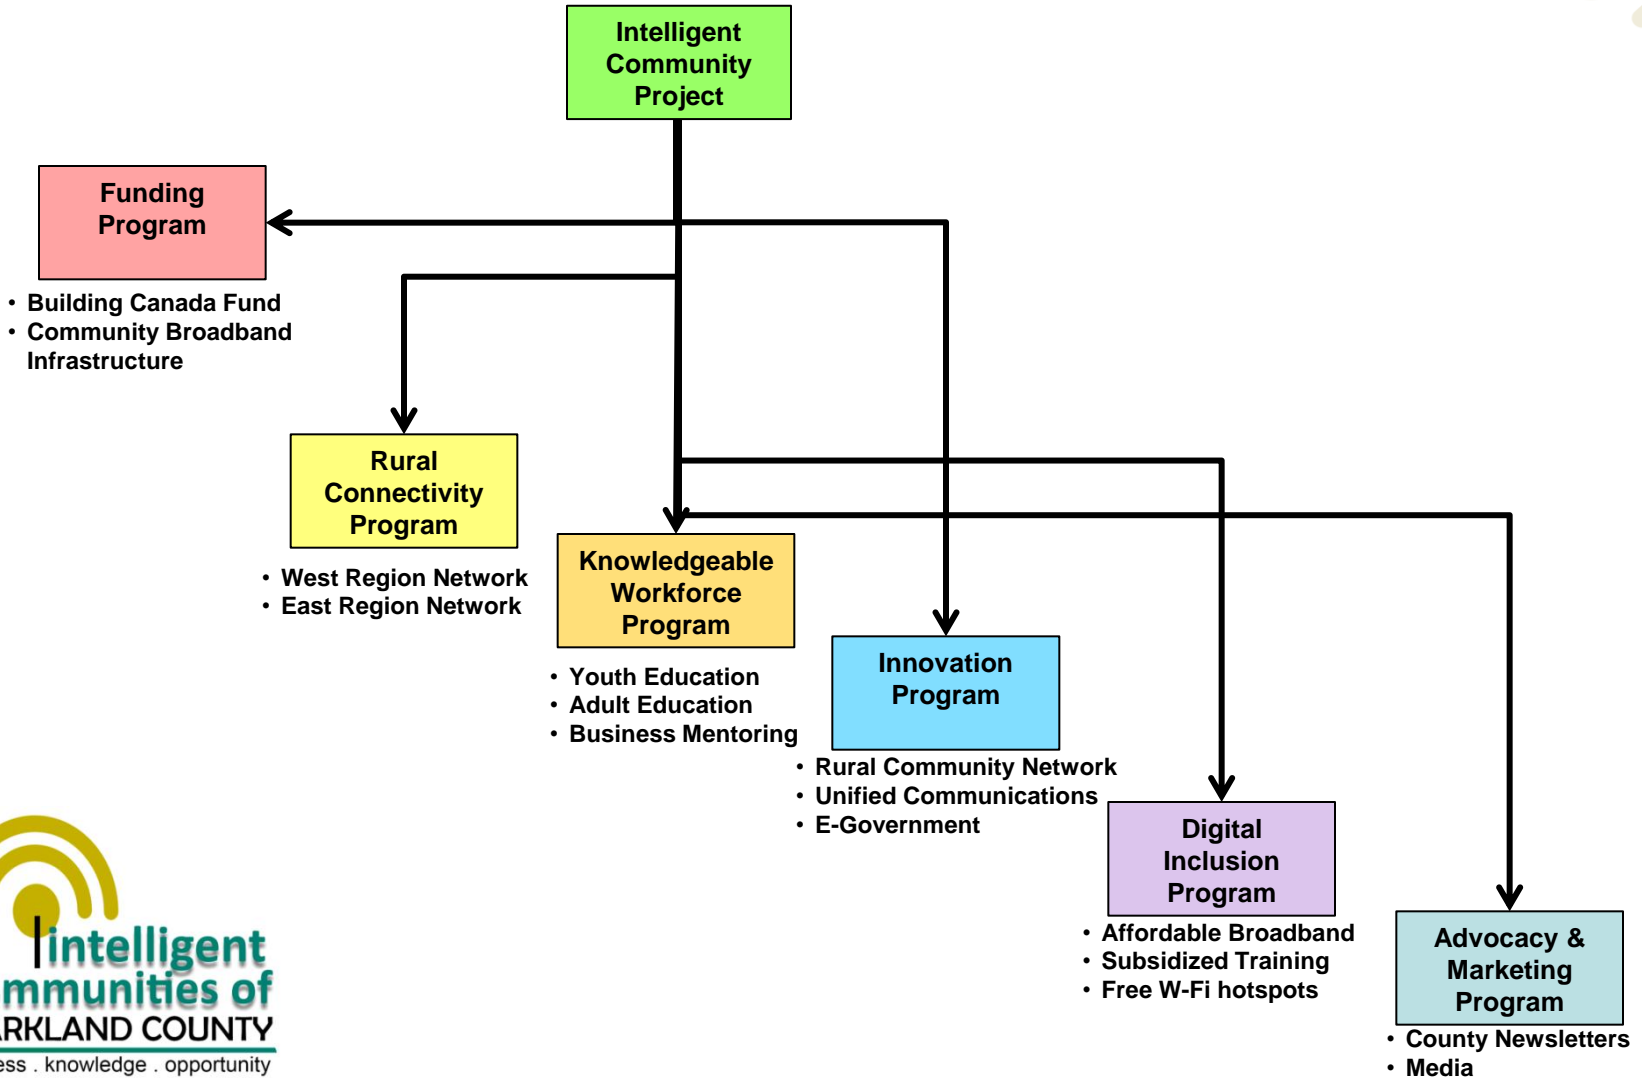 Intelligent
Community
Project
Funding
Program
• Building Canada Fund
• Community Broadband
Infrastructure
Rural
Connectivity
Program
• West Region Network
• East Region Network
Knowledgeable
Workforce
Program
• Youth Education
• Adult Education
• Business Mentoring
Innovation
Program
• Rural Community Network
• Unified Communications
• E-Government
Digital
Inclusion
Program
• Affordable Broadband
• Subsidized Training
• Free W-Fi hotspots
Advocacy &
Marketing
Program
• County Newsletters
• Media
intelligent
mmunities of
ARKLAND COUNTY
ess . knowledge . opportunity